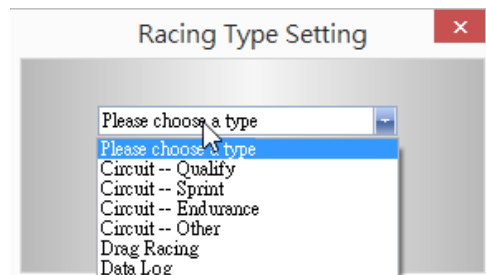 Racing Type Setting
Please choose a type
Please choose a type
Circuit -- Qualify
Circuit -- Sprint
Circuit -- Endurance
Circuit -- Other
Drag Racing
Data Log